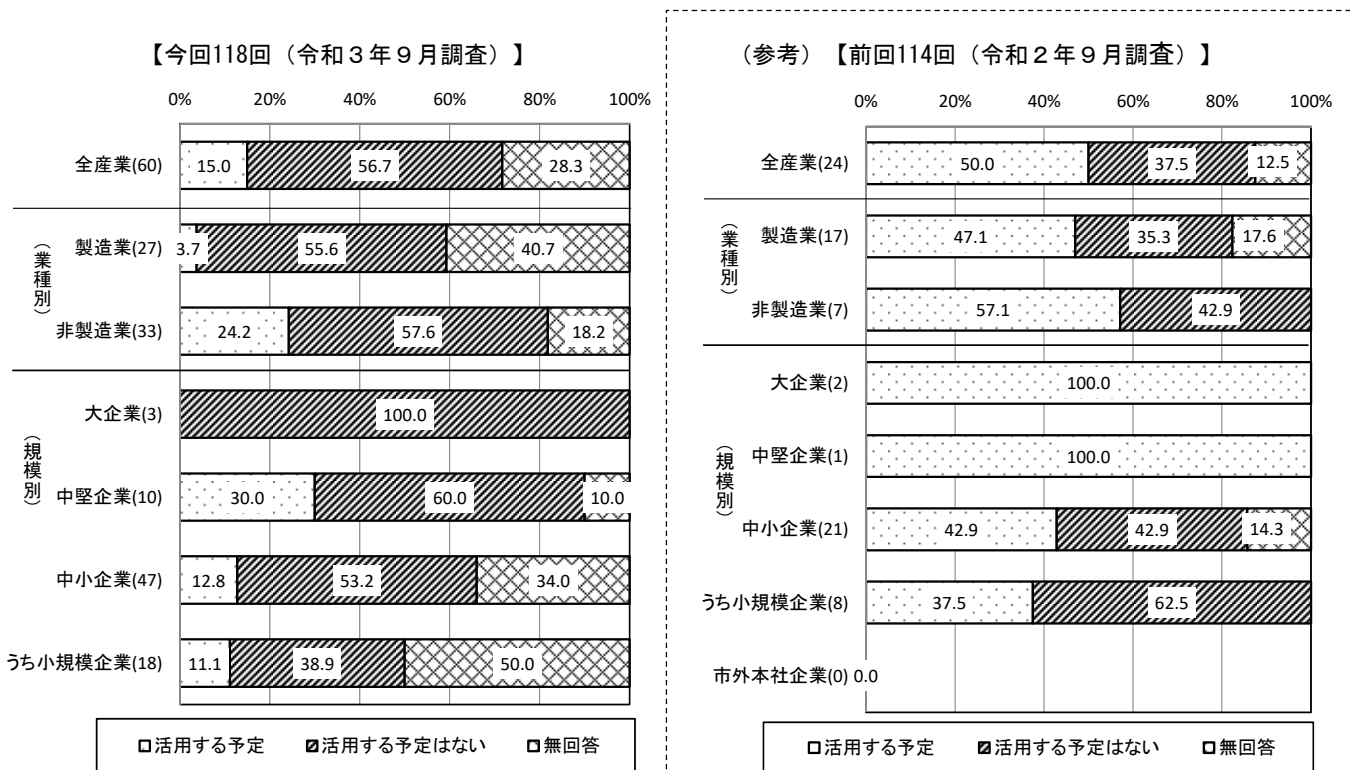 【今回118回（令和３年９月調査）】
0% 20% 40% 60% 80% 100%
全産業(60) 15.0 56.7 28.3
（業種別）
製造業(27) 3.7 55.6 40.7
非製造業(33) 24.2 57.6 18.2
（規模別）
大企業(3) 100.0
中堅企業(10) 30.0 60.0 10.0
中小企業(47) 12.8 53.2 34.0
うち小規模企業(18) 11.1 38.9 50.0
活用する予定 活用する予定はない 無回答
（参考）【前回114回（令和２年９月調査）】
0% 20% 40% 60% 80% 100%
全産業(24) 50.0 37.5 12.5
（業種別）
製造業(17) 47.1 35.3 17.6
非製造業(7) 57.1 42.9
（規模別）
大企業(2) 100.0
中堅企業(1) 100.0
中小企業(21) 42.9 42.9 14.3
うち小規模企業(8) 37.5 62.5
市外本社企業(0) 0.0
活用する予定 活用する予定はない 無回答